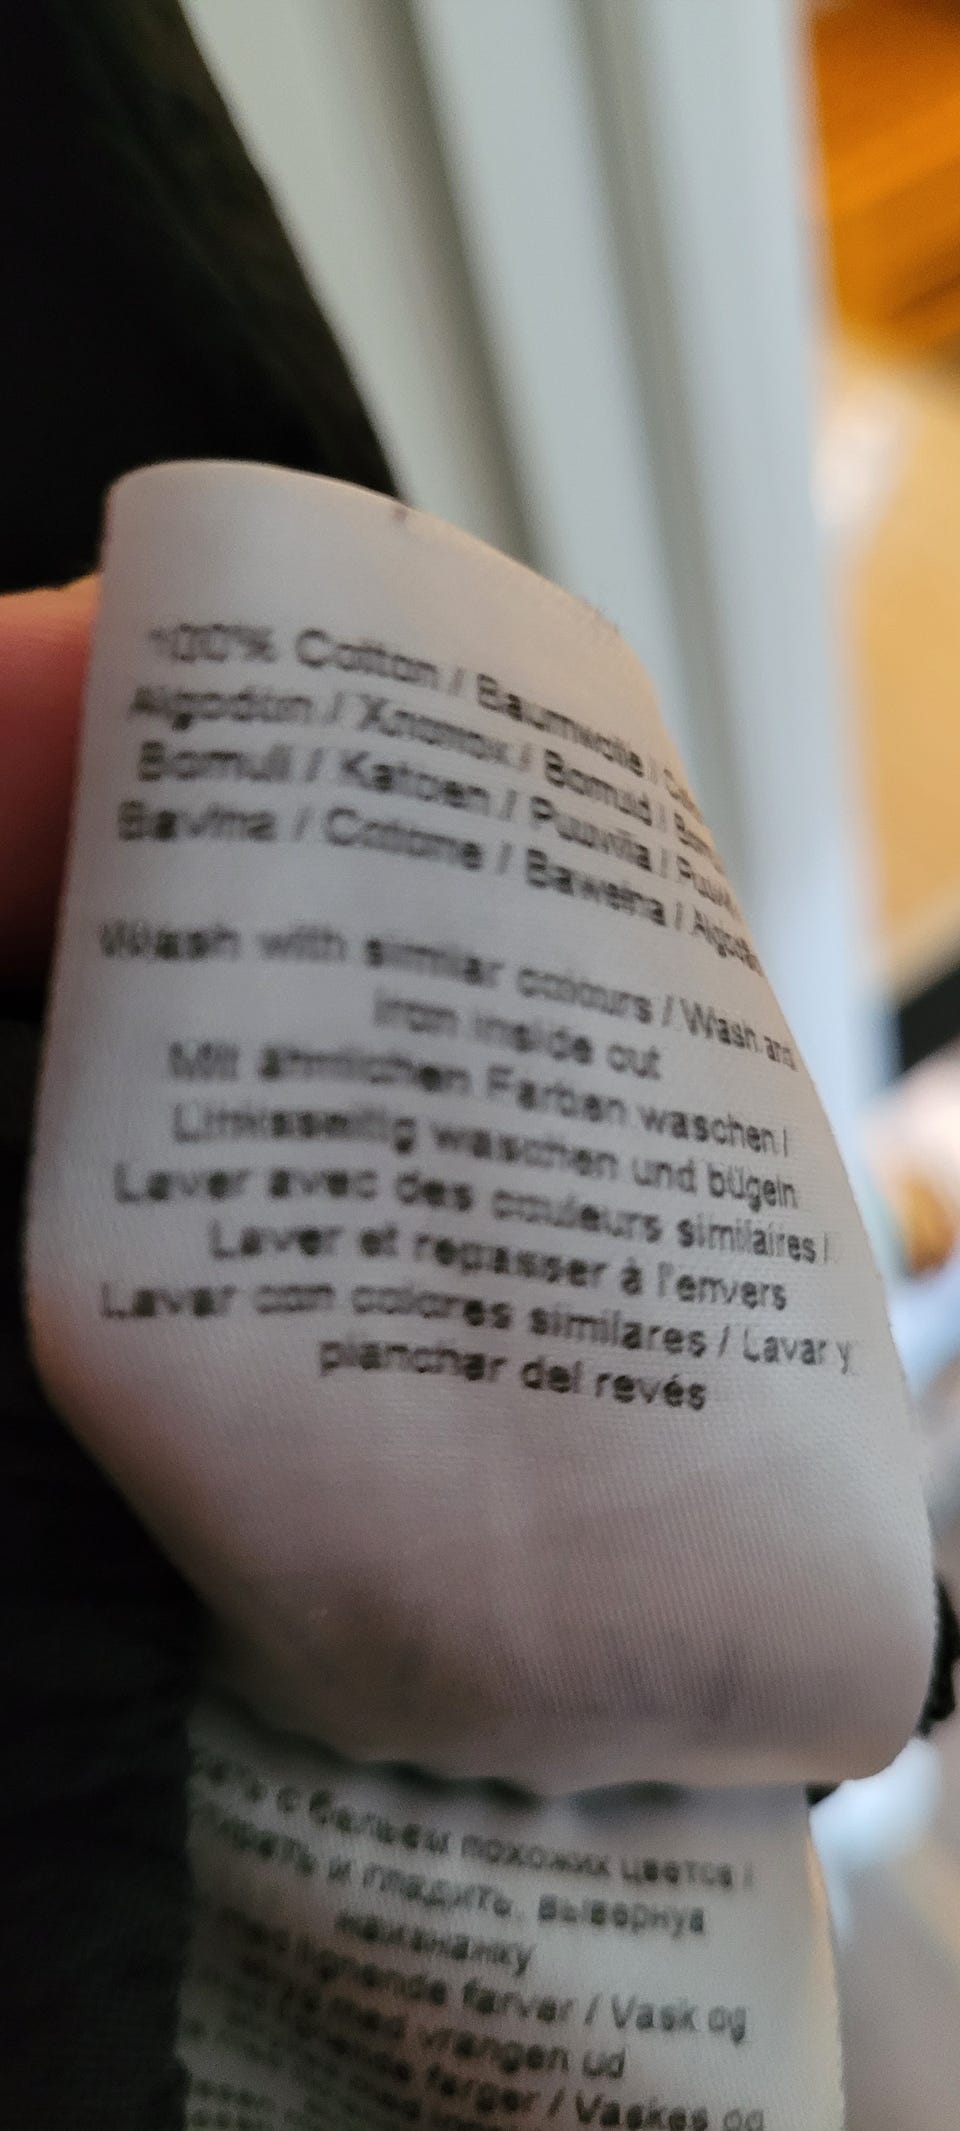 100% Cotton / Baumwolle /
Algodón / Хлопок / Bomuld /
Bomull / Katoen / Puuvilla /
Bavlna / Cotone / Bawełna /
Wash with similar colours / Wash and
iron inside out
Mit ähnlichen Farben waschen /
Linksseitig waschen und bügeln
Laver avec des couleurs similaires /
Laver et repasser à l'envers
Lavar con colores similares / Lavar y
planchar del revés
с бельем похожих цветов /
и гладить, вывернув
наизнанку
lignende farver / Vask og
vrangen ud
farger / Vaskes og